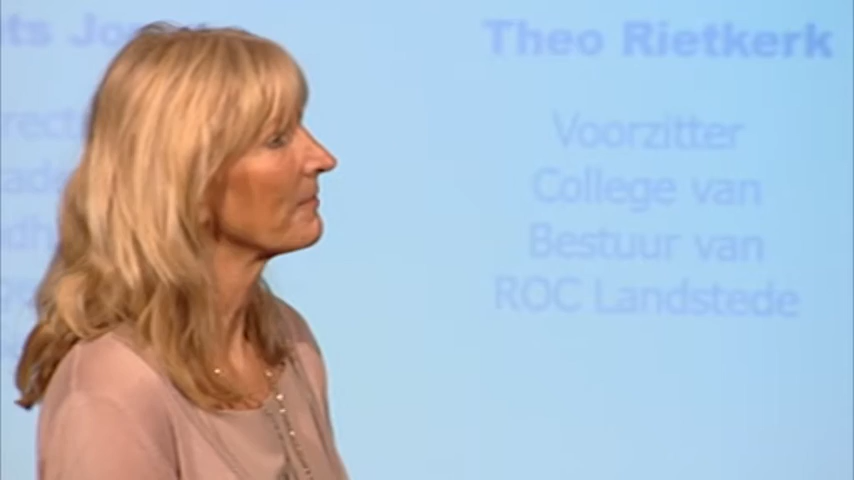 Theo Rietkerk
Voorzitter
College van
Bestuur van
ROC Landstede